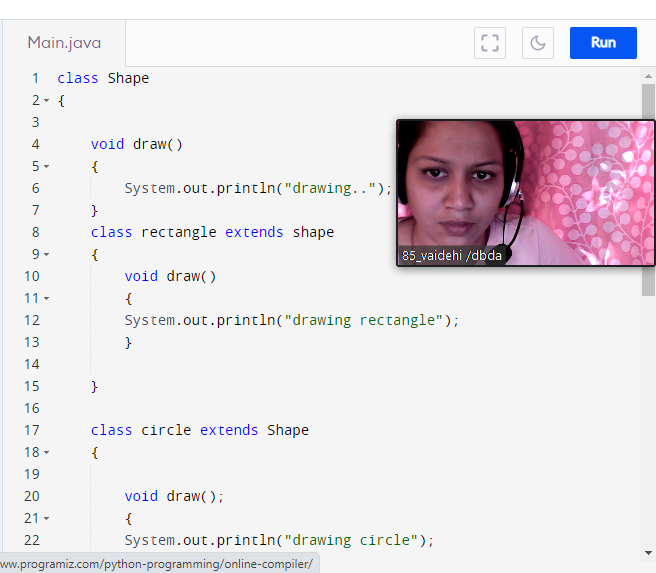 Main.java
Run
1 class Shape
2 {
3
4 void draw()
5 {
6 System.out.println("drawing..");
7 }
8 class rectangle extends shape
9 {
10 void draw()
11 {
12 System.out.println("drawing rectangle");
13 }
14
15 }
16
17 class circle extends Shape
18 {
19
20 void draw();
21 {
22 System.out.println("drawing circle");
85_vaidehi /dbda
ww.programiz.com/python-programming/online-compiler/